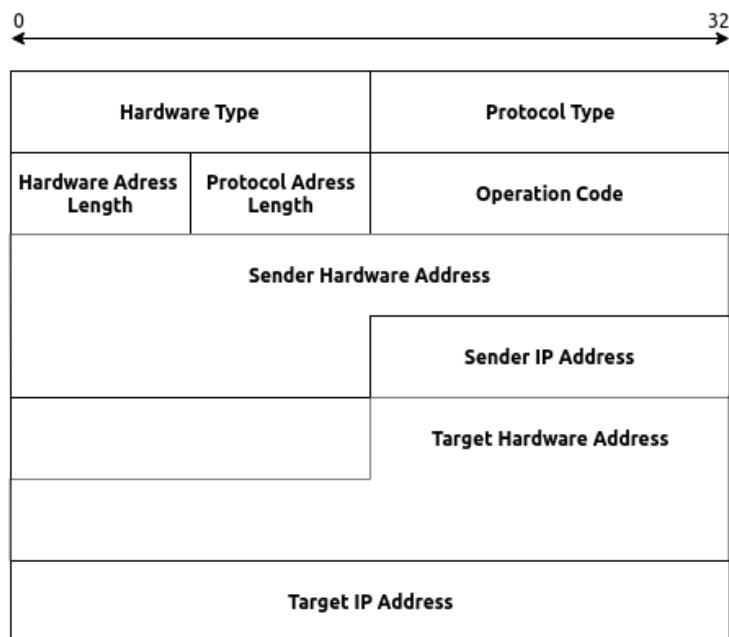 0 32
Hardware Type Protocol Type
Hardware Adress Protocol Adress Operation Code
Length Length
Sender Hardware Address
Sender IP Address
Target Hardware Address
Target IP Address